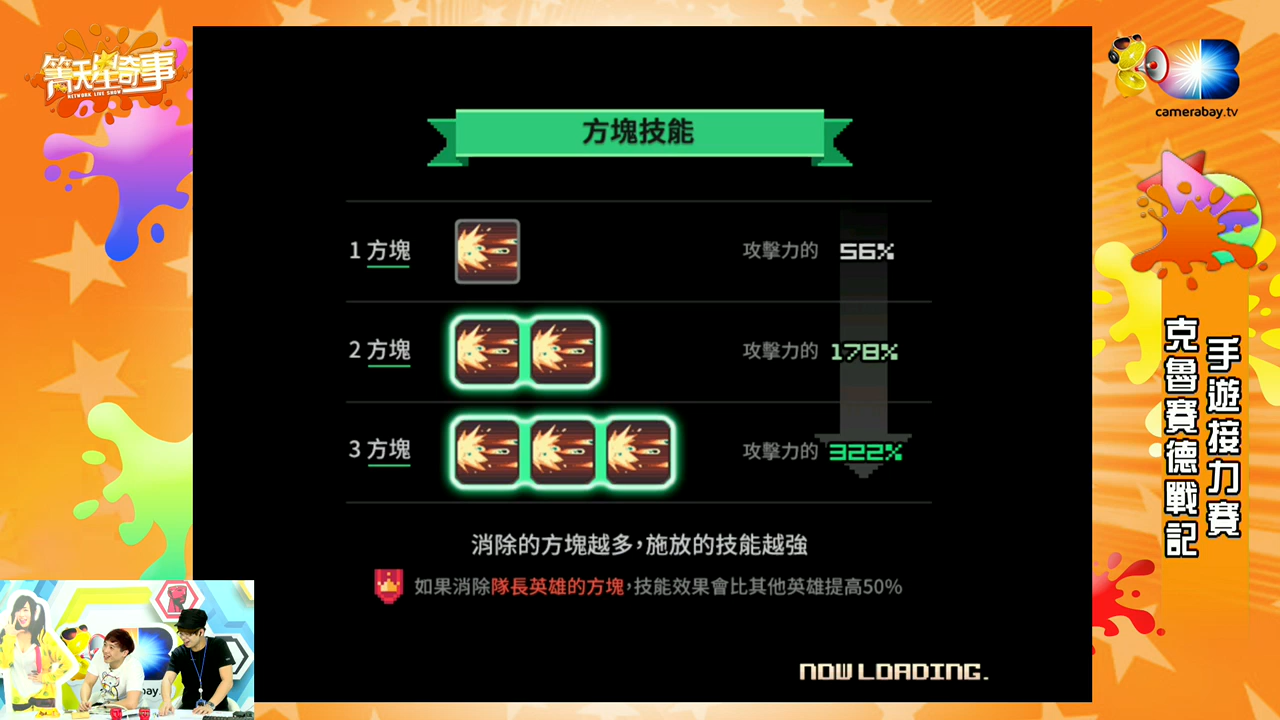 箐天星奇事
NETWORK LIVE SHOW
camerabay.tv
方塊技能
1 方塊
攻擊力的 56%
2 方塊
攻擊力的 178%
3 方塊
攻擊力的 322%
消除的方塊越多,施放的技能越強
如果消除隊長英雄的方塊,技能效果會比其他英雄提高50%
NOW LOADING.
手遊接力賽
克魯賽德戰記
bay.